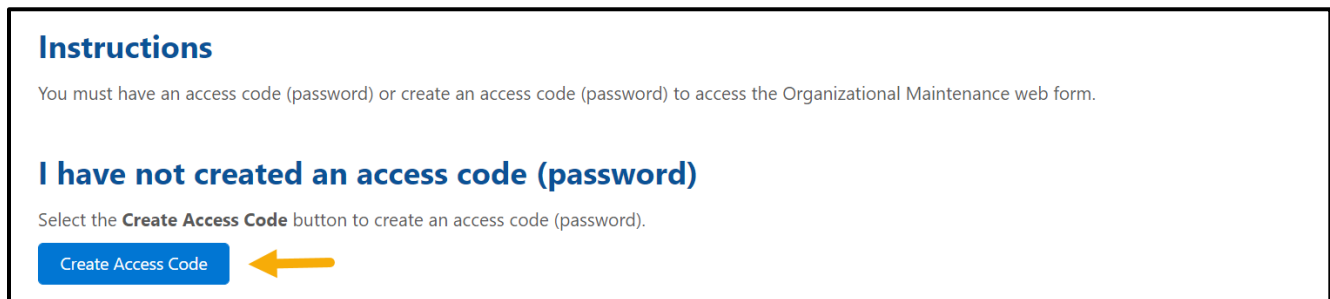 Instructions
You must have an access code (password) or create an access code (password) to access the Organizational Maintenance web form.
I have not created an access code (password)
Select the Create Access Code button to create an access code (password).
Create Access Code